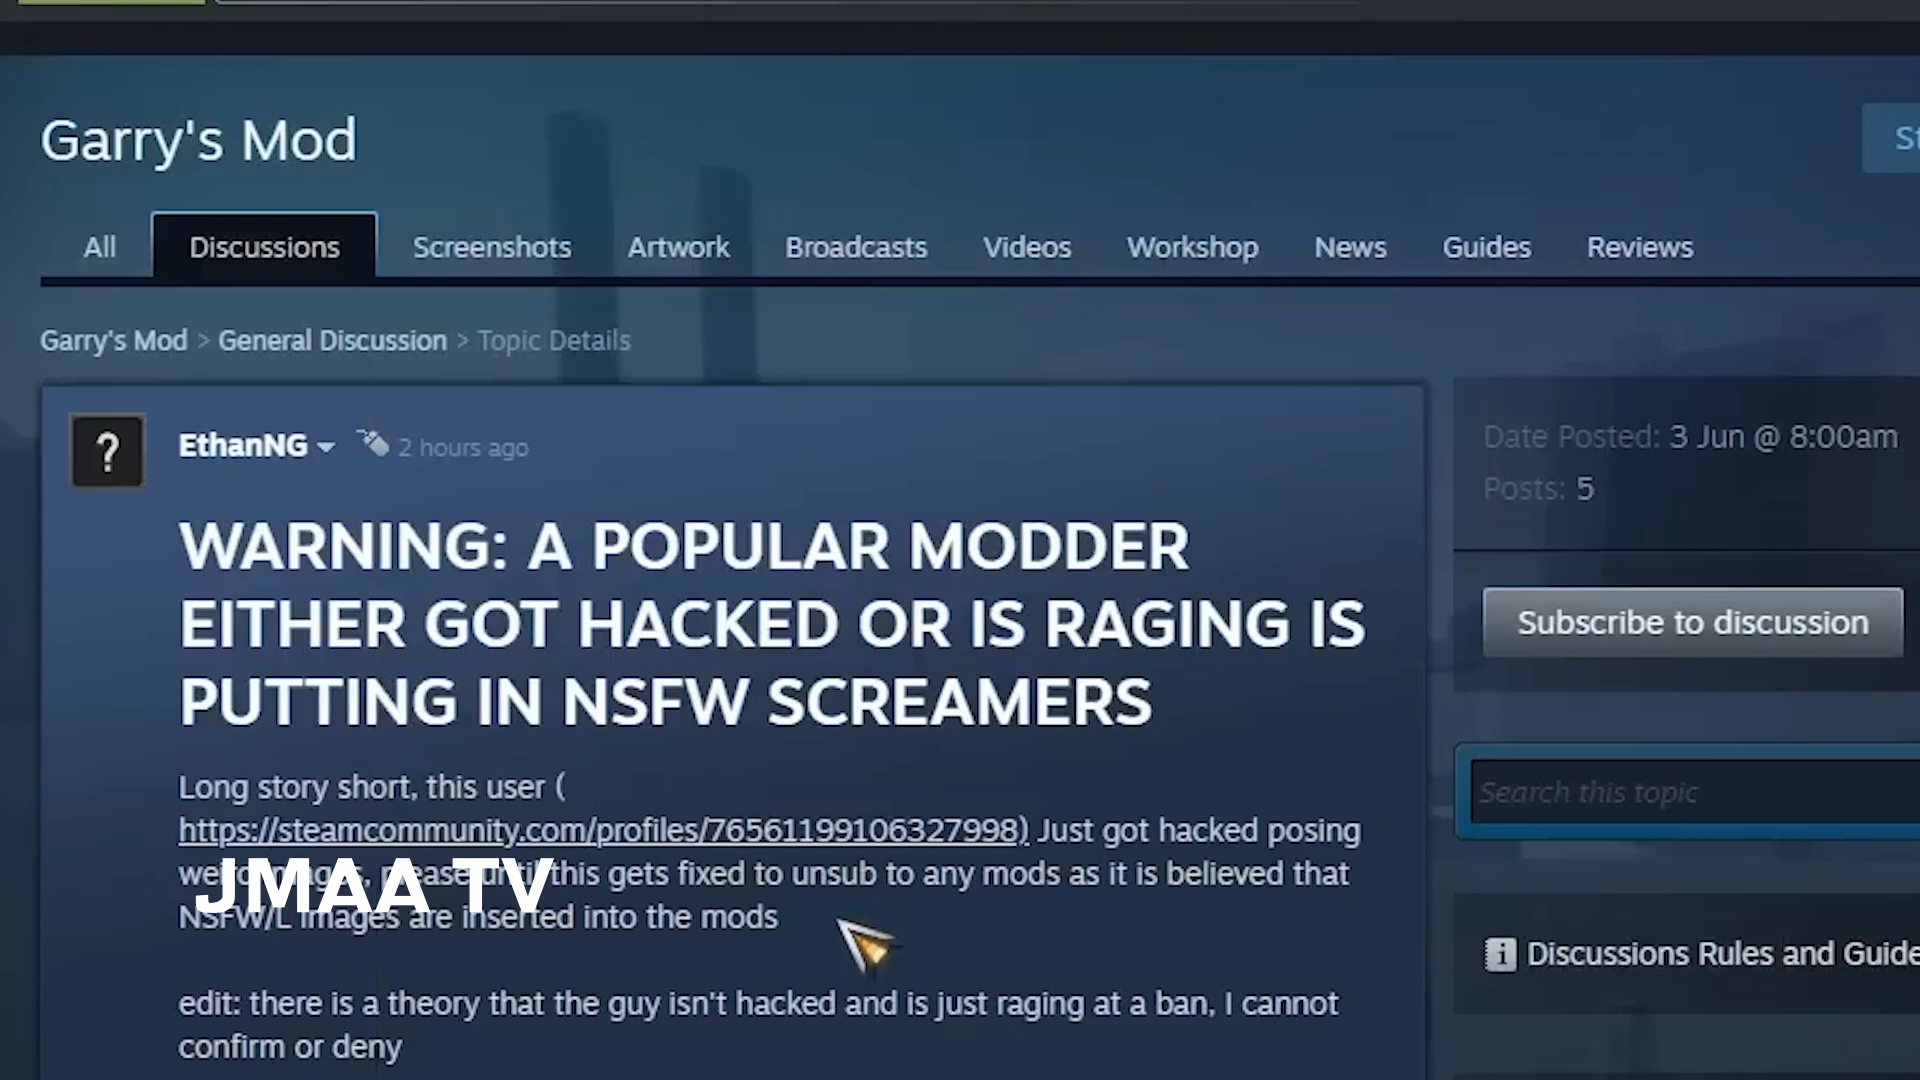 Garry's Mod
All Discussions Screenshots Artwork Broadcasts Videos Workshop News Guides Reviews
Garry's Mod > General Discussion > Topic Details
EthanNG 2 hours ago
WARNING: A POPULAR MODDER
EITHER GOT HACKED OR IS RAGING IS
PUTTING IN NSFW SCREAMERS
Long story short, this user (
https://steamcommunity.com/profiles/76561199106327998) Just got hacked posing
this gets fixed to unsub to any mods as it is believed that
NSFW/L images are inserted into the mods
JMAA TV
edit: there is a theory that the guy isn't hacked and is just raging at a ban, I cannot
confirm or deny
Date Posted: 3 Jun @ 8:00am
Posts: 5
Subscribe to discussion
Search this topic
Discussions Rules and Guide